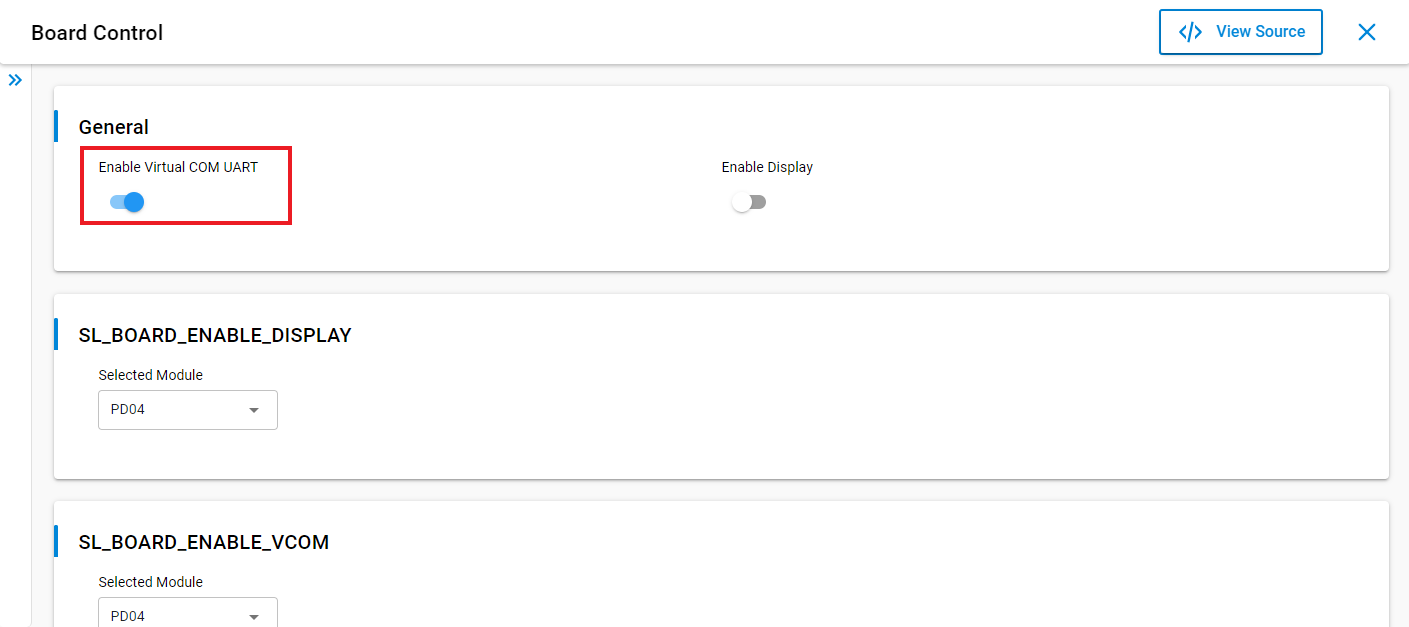 Board Control
</> View Source
General
Enable Virtual COM UART
Enable Display
SL_BOARD_ENABLE_DISPLAY
Selected Module
PD04
SL_BOARD_ENABLE_VCOM
Selected Module
PD04